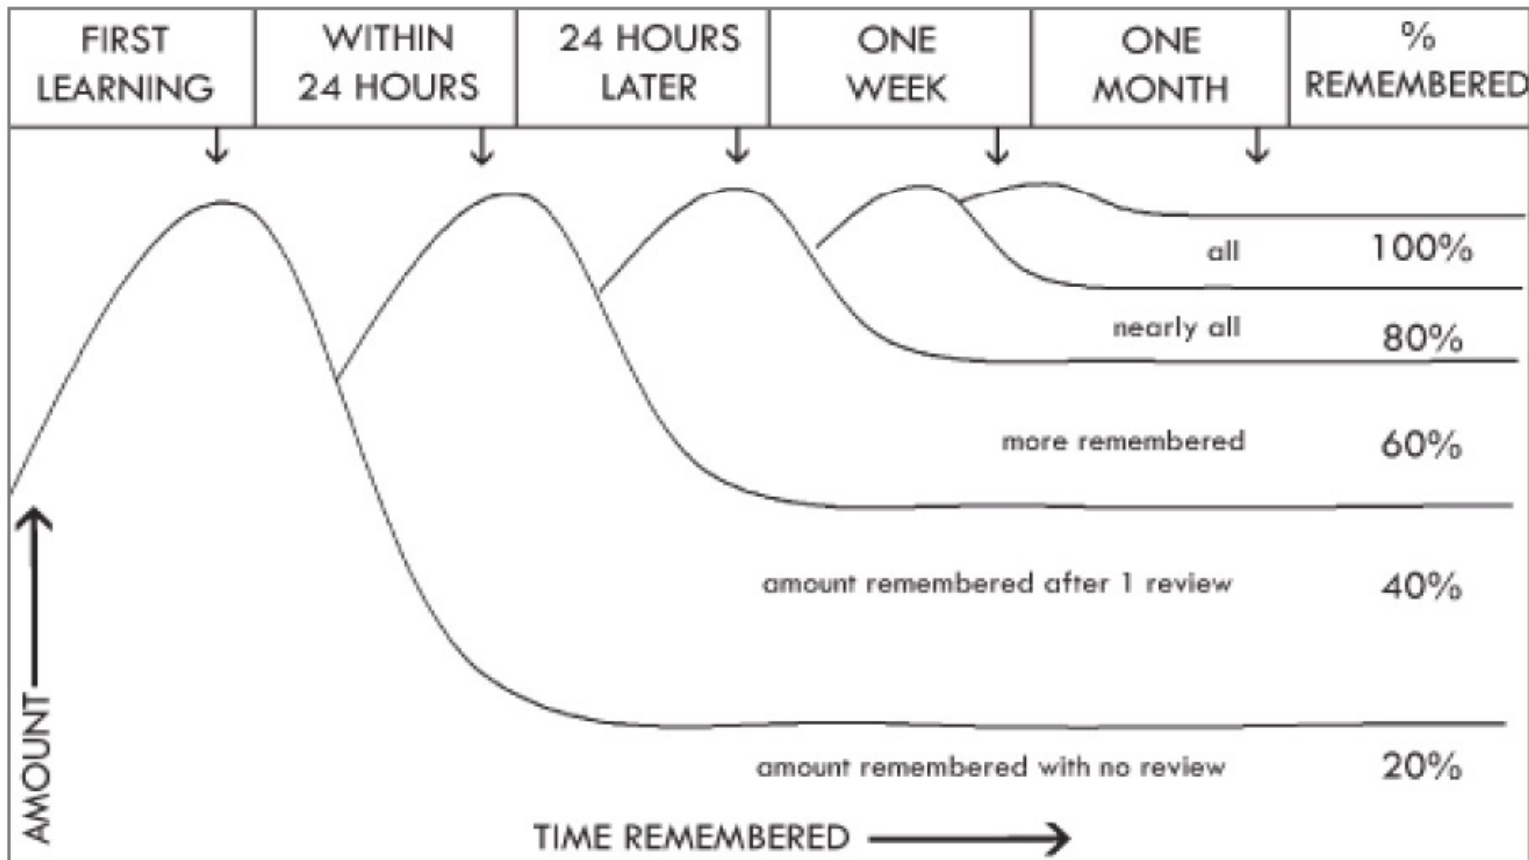 FIRST
LEARNING
WITHIN
24 HOURS
24 HOURS
LATER
ONE
WEEK
ONE
MONTH
%
REMEMBERED
all
100%
nearly all
80%
more remembered
60%
amount remembered after 1 review
40%
amount remembered with no review
20%
AMOUNT
TIME REMEMBERED